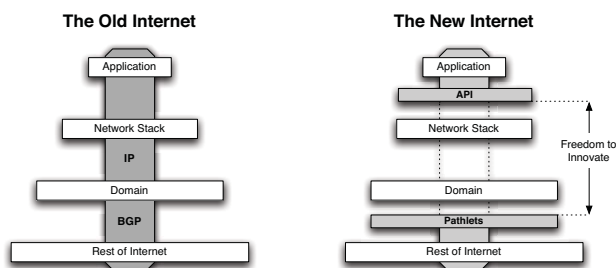 The Old Internet
Application
Network Stack
IP
Domain
BGP
Rest of Internet
The New Internet
Application
API
Network Stack
Freedom to
Innovate
Domain
Pathlets
Rest of Internet